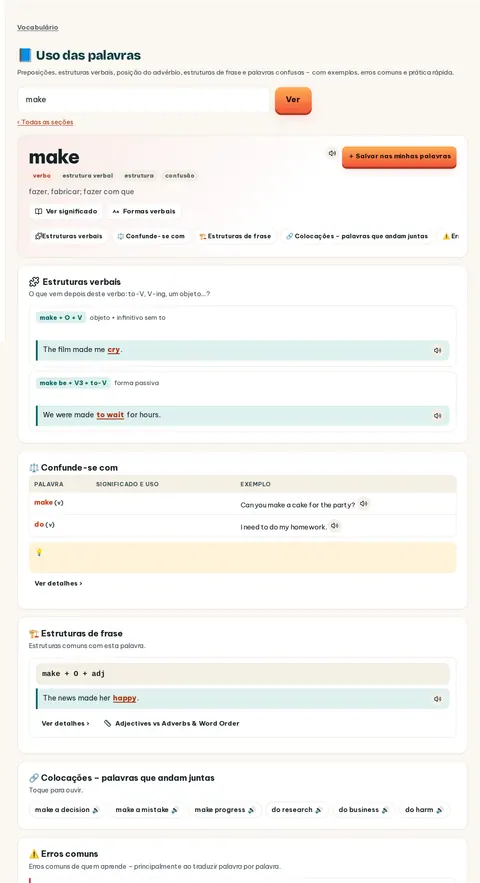 Vocabulário
📘 Uso das palavras
Preposições, estruturas verbais, posição do advérbio, estruturas de frase e palavras confusas – com exemplos, erros comuns e prática rápida.
make
Ver
‹ Todas as seções
make
+ Salvar nas minhas palavras
verbo estrutura verbal estrutura confusão
fazer, fabricar; fazer com que
Ver significado Aa Formas verbais
Estruturas verbais ⚖️ Confunde-se com 🏗️ Estruturas de frase 🔗 Colocações – palavras que andam juntas ⚠️ Er
Estruturas verbais
O que vem depois deste verbo: to-V, V-ing, um objeto…?
make + O + V objeto + infinitivo sem to
The film made me cry.
make be + V3 + to-V forma passiva
We were made to wait for hours.
⚖️ Confunde-se com
PALAVRA SIGNIFICADO E USO EXEMPLO
make (v) Can you make a cake for the party?
do (v) I need to do my homework.
💡
Ver detalhes ›
🏗️ Estruturas de frase
Estruturas comuns com esta palavra.
make + O + adj
The news made her happy.
Ver detalhes › Adjectives vs Adverbs & Word Order
🔗 Colocações – palavras que andam juntas
Toque para ouvir.
make a decision 🔊 make a mistake 🔊 make progress 🔊 do research 🔊 do business 🔊 do harm 🔊
⚠️ Erros comuns
Erros comuns de quem aprende – principalmente ao traduzir palavra por palavra.